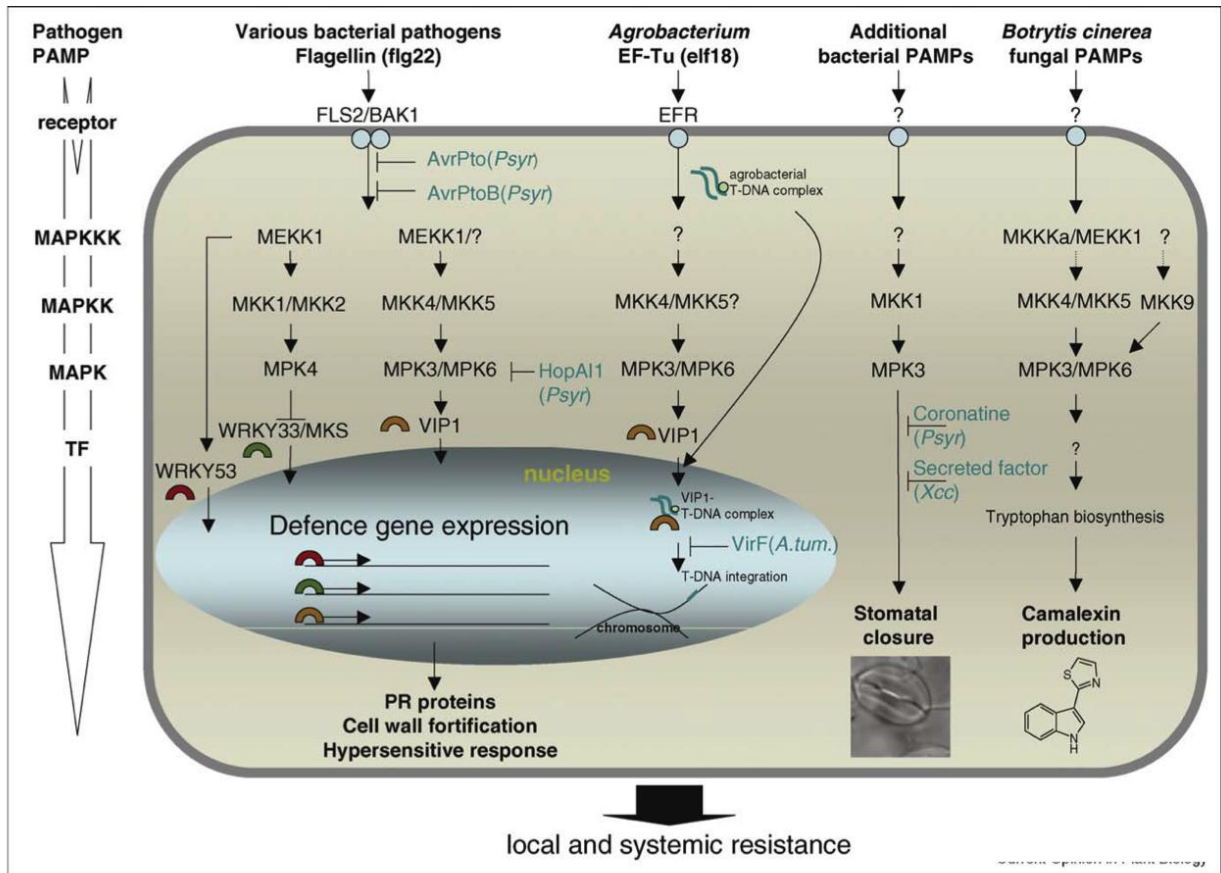 Pathogen
PAMP
Various bacterial pathogens
Flagellin (flg22)
Agrobacterium
EF-Tu (elf18)
Additional
bacterial PAMPs
Botrytis cinerea
fungal PAMPs
receptor
FLS2/BAK1
EFR
?
?
AvrPto(Psyr)
AvrPtoB(Psyr)
agrobacterial
T-DNA complex
MAPKKK
MEKK1
MEKK1/?
?
?
MKKKa/MEKK1
?
MAPKK
MKK1/MKK2
MKK4/MKK5
MKK4/MKK5?
MKK1
MKK4/MKK5
MKK9
MAPK
MPK4
MPK3/MPK6
HopAI1
(Psyr)
MPK3/MPK6
MPK3
MPK3/MPK6
TF
WRKY33/MKS
VIP1
VIP1
Coronatine
(Psyr)
?
WRKY53
nucleus
Secreted factor
(Xcc)
VIP1-
T-DNA complex
Tryptophan biosynthesis
Defence gene expression
VirF(A.tum.)
T-DNA integration
chromosome
Stomatal
closure
Camalexin
production
S
N
N
H
PR proteins
Cell wall fortification
Hypersensitive response
local and systemic resistance
Current Opinion in Plant Biology